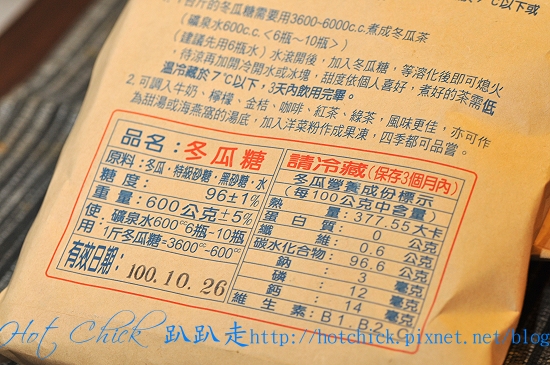 1台斤的冬瓜糖需要用3600-6000c.c.煮成冬瓜茶
(礦泉水600c.c.<6瓶~10瓶>)
(建議先用6瓶水)水滾開後,加入冬瓜糖,等溶化後即可熄火
,待涼再加開冷開水或冰塊,甜度依個人喜好,煮好的茶需低
溫冷藏於7℃以下,3天內飲用完畢。
2.可調入牛奶、檸檬、金桔、咖啡、紅茶、綠茶,風味更佳,亦可作
為甜湯或海燕窩的湯底,加入洋菜粉作成果凍,四季都可品嘗。
品名:冬瓜糖
原料:冬瓜、特級砂糖、黑砂糖、水
糖度: 96±1%
重量:600公克±5%
使 礦泉水600cc6瓶~10瓶
用:1斤冬瓜糖=3600cc-600cc
有效日期: 100.10.26
請冷藏(保存3個月內)
冬瓜營養成份標示
(每100公克中含量)
熱量:377.55大卡
蛋白質: 0 公克
纖維: 0.6 公克
碳水化合物: 96.6 公克
鈉: 3 毫克
磷: 12 毫克
鈣: 14 毫克
維生素:B1,B2,C
Hot Chick 趴趴走http://hotchick.pixnet.net/blog